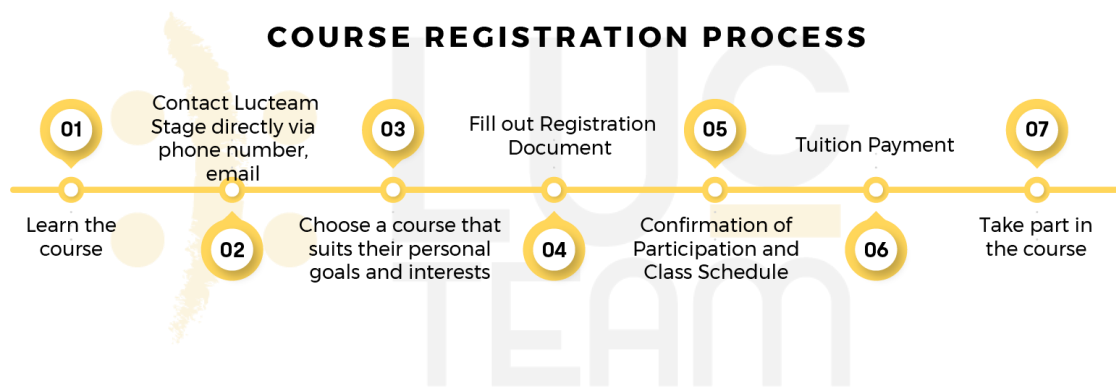 COURSE REGISTRATION PROCESS
01
Learn the
course
Contact Lucteam
Stage directly via
phone number,
email
02
03
Choose a course that
suits their personal
goals and interests
Fill out Registration
Document
04
05
Confirmation of
Participation and
Class Schedule
Tuition Payment
06
07
Take part in
the course
LUC
TEAM